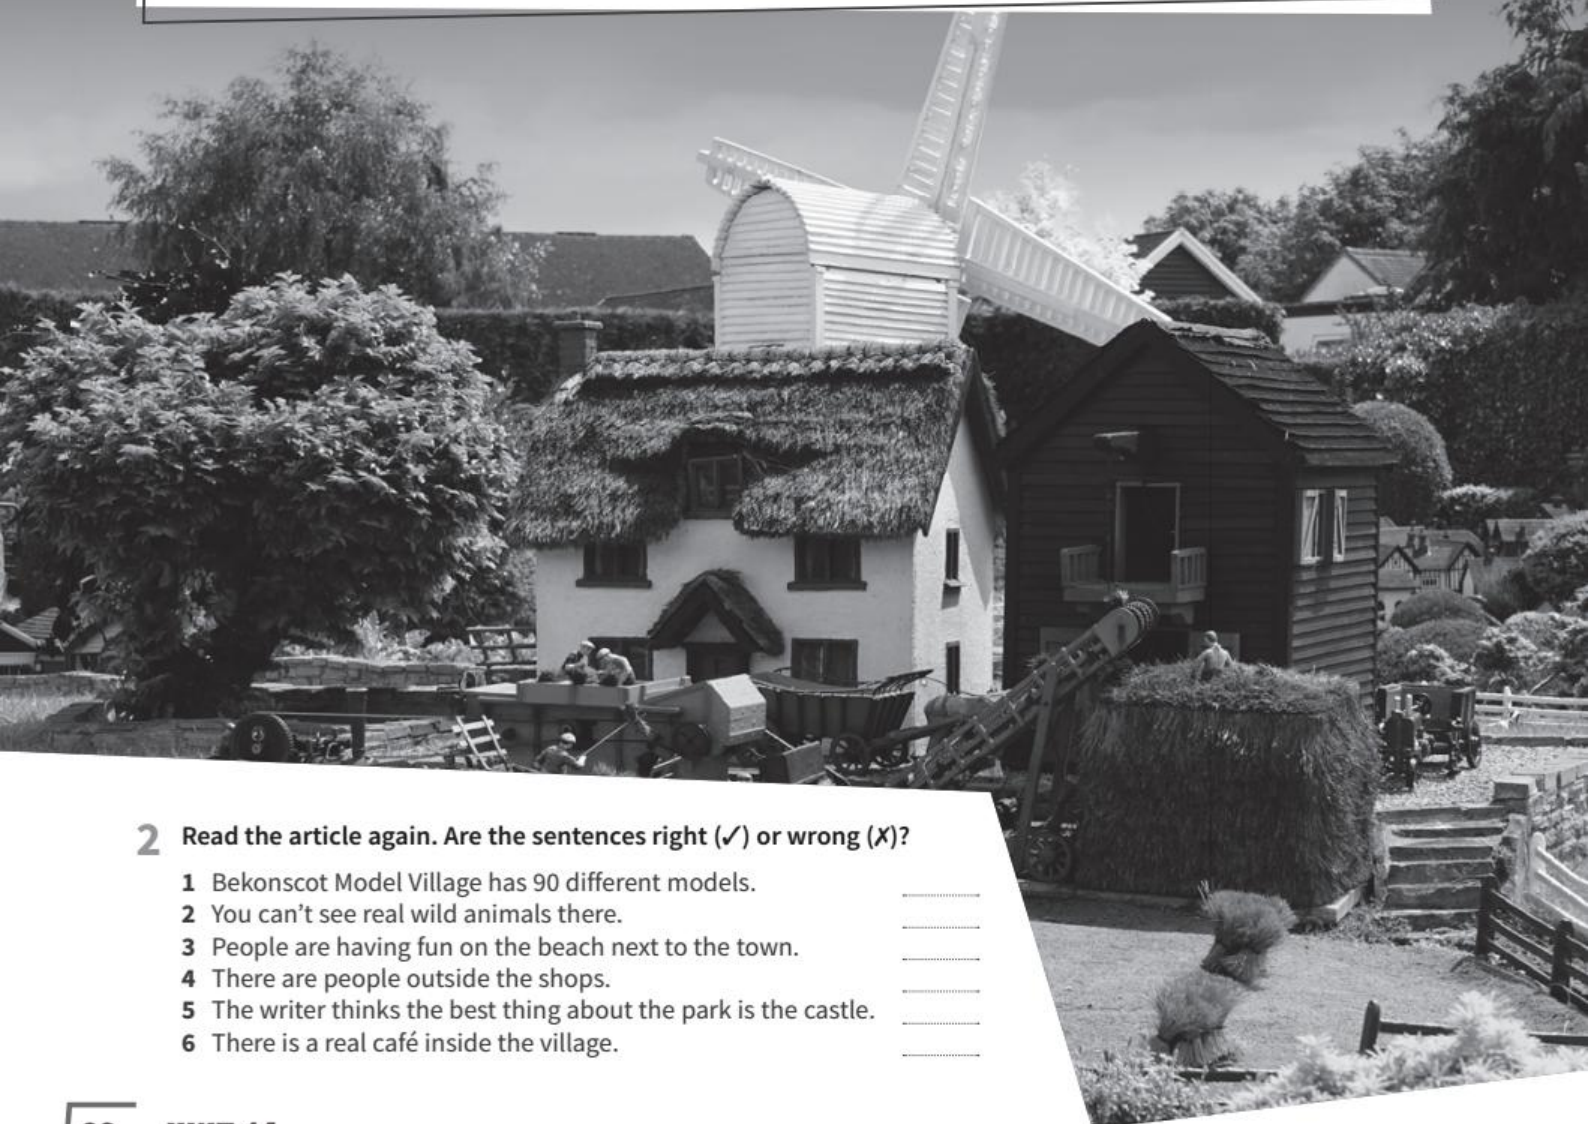 2 Read the article again. Are the sentences right (✓) or wrong (✗)?
1 Bekonscot Model Village has 90 different models.
2 You can't see real wild animals there.
3 People are having fun on the beach next to the town.
4 There are people outside the shops.
5 The writer thinks the best thing about the park is the castle.
6 There is a real café inside the village.